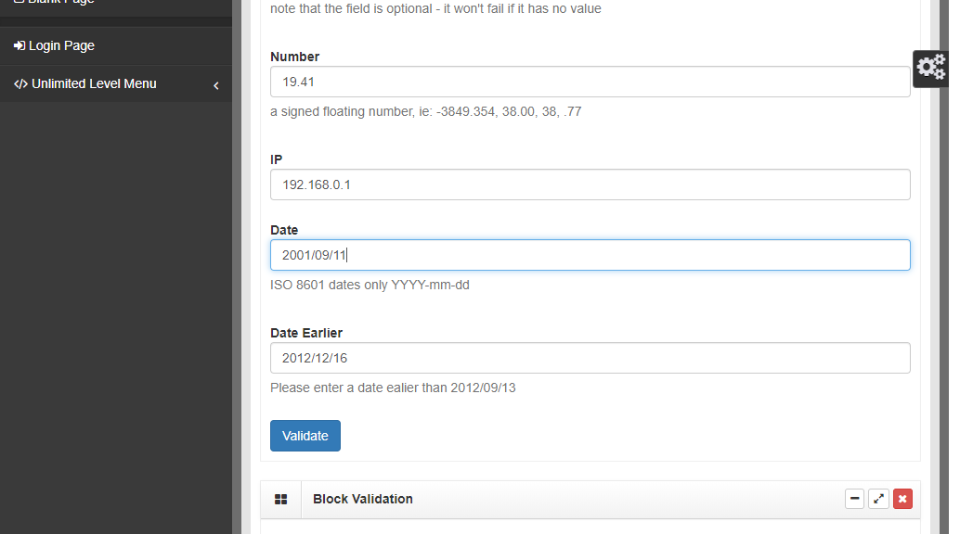 Blank Page
Login Page
Unlimited Level Menu
note that the field is optional - it won't fail if it has no value
Number
19.41
a signed floating number, ie: -3849.354, 38.00, 38, .77
IP
192.168.0.1
Date
2001/09/11
ISO 8601 dates only YYYY-mm-dd
Date Earlier
2012/12/16
Please enter a date ealier than 2012/09/13
Validate
Block Validation